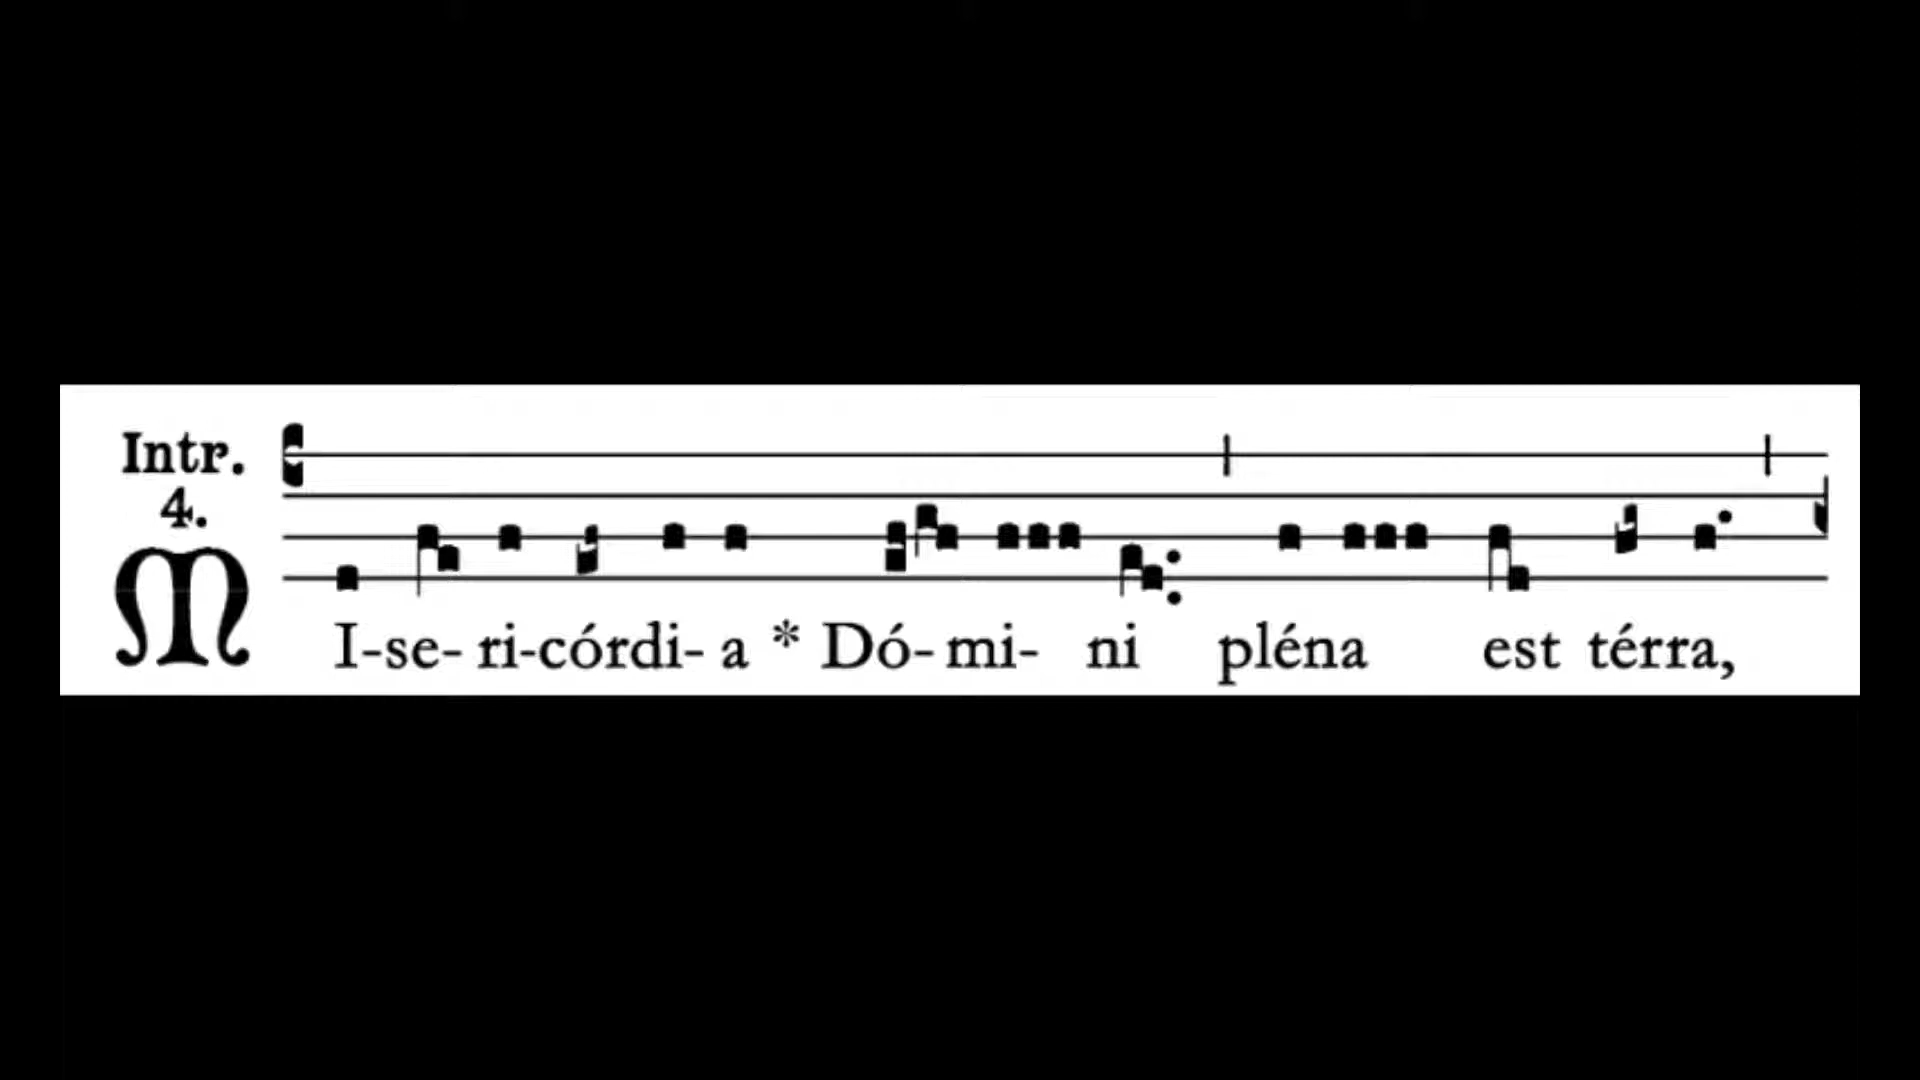 Intr.
4.
MI-se- ri-córdi- a * Dó- mi- ni pléna est térra,